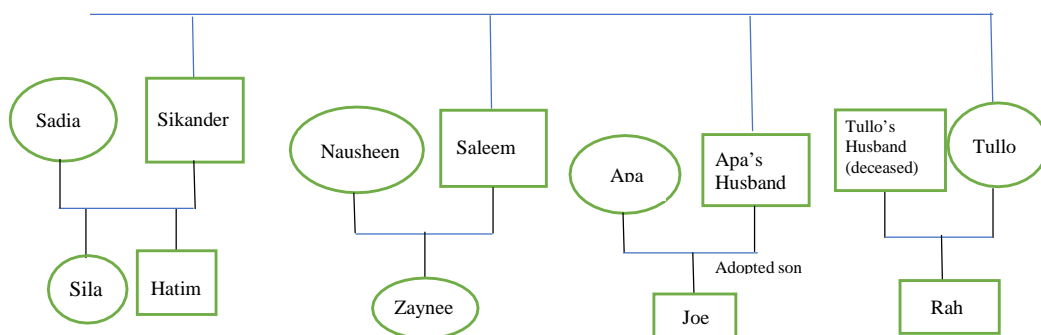 Sadia
Sikander
Nausheen
Saleem
Apa
Apa's
Husband
Tullo's
Husband
(deceased)
Tullo
Sila
Hatim
Zaynee
Adopted son
Joe
Rah